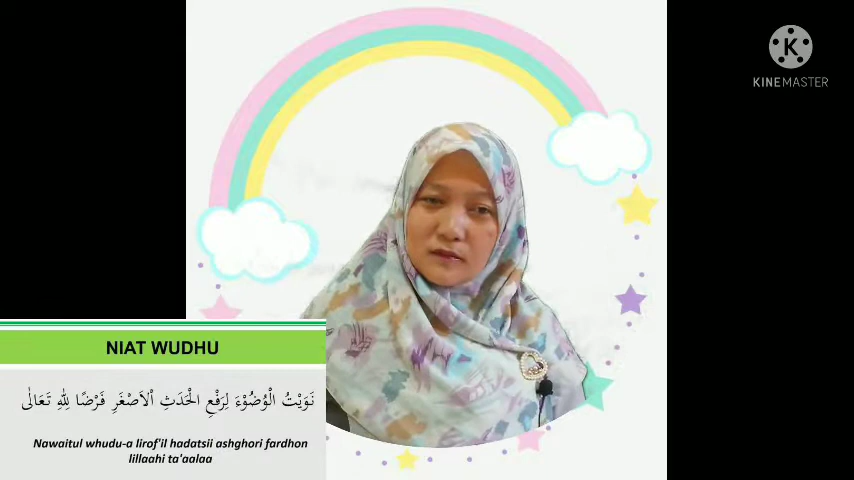 KINEMASTER
NIAT WUDHU
نَوَيْتُ الْوُضُوْءَ لِرَفْعِ الْحَدَثِ اْلاَصْغَرِ فَرْضًا لِلّٰهِ تَعَالٰى
Nawaitul whudu-a lirof'il hadatsii ashghori fardhon
lillaahi ta'aalaa